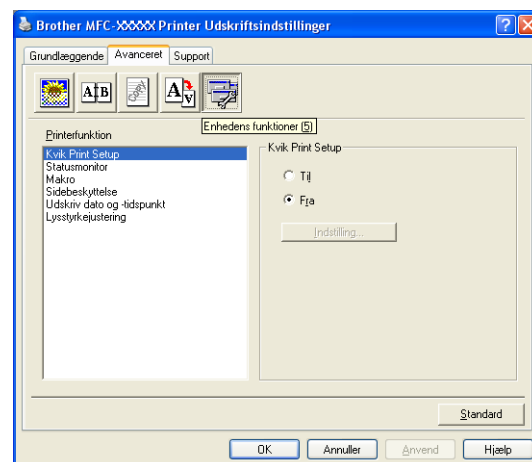 Brother MFC-XXXXX Printer Udskriftsindstillinger
Grundlæggende Avanceret Support
Enhedens funktioner (5)
Printerfunktion
Kvik Print Setup
Statusmonitor
Makro
Sidebeskyttelse
Udskriv dato og -tidspunkt
Lysstyrkejustering
Kvik Print Setup
Til
Fra
Indstilling...
Standard
OK Annuller Anvend Hjælp